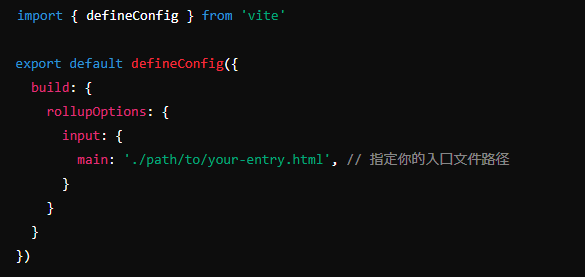 import { defineConfig } from 'vite'
export default defineConfig({
  build: {
    rollupOptions: {
      input: {
        main: './path/to/your-entry.html', // 指定你的入口文件路径
      }
    }
  }
})